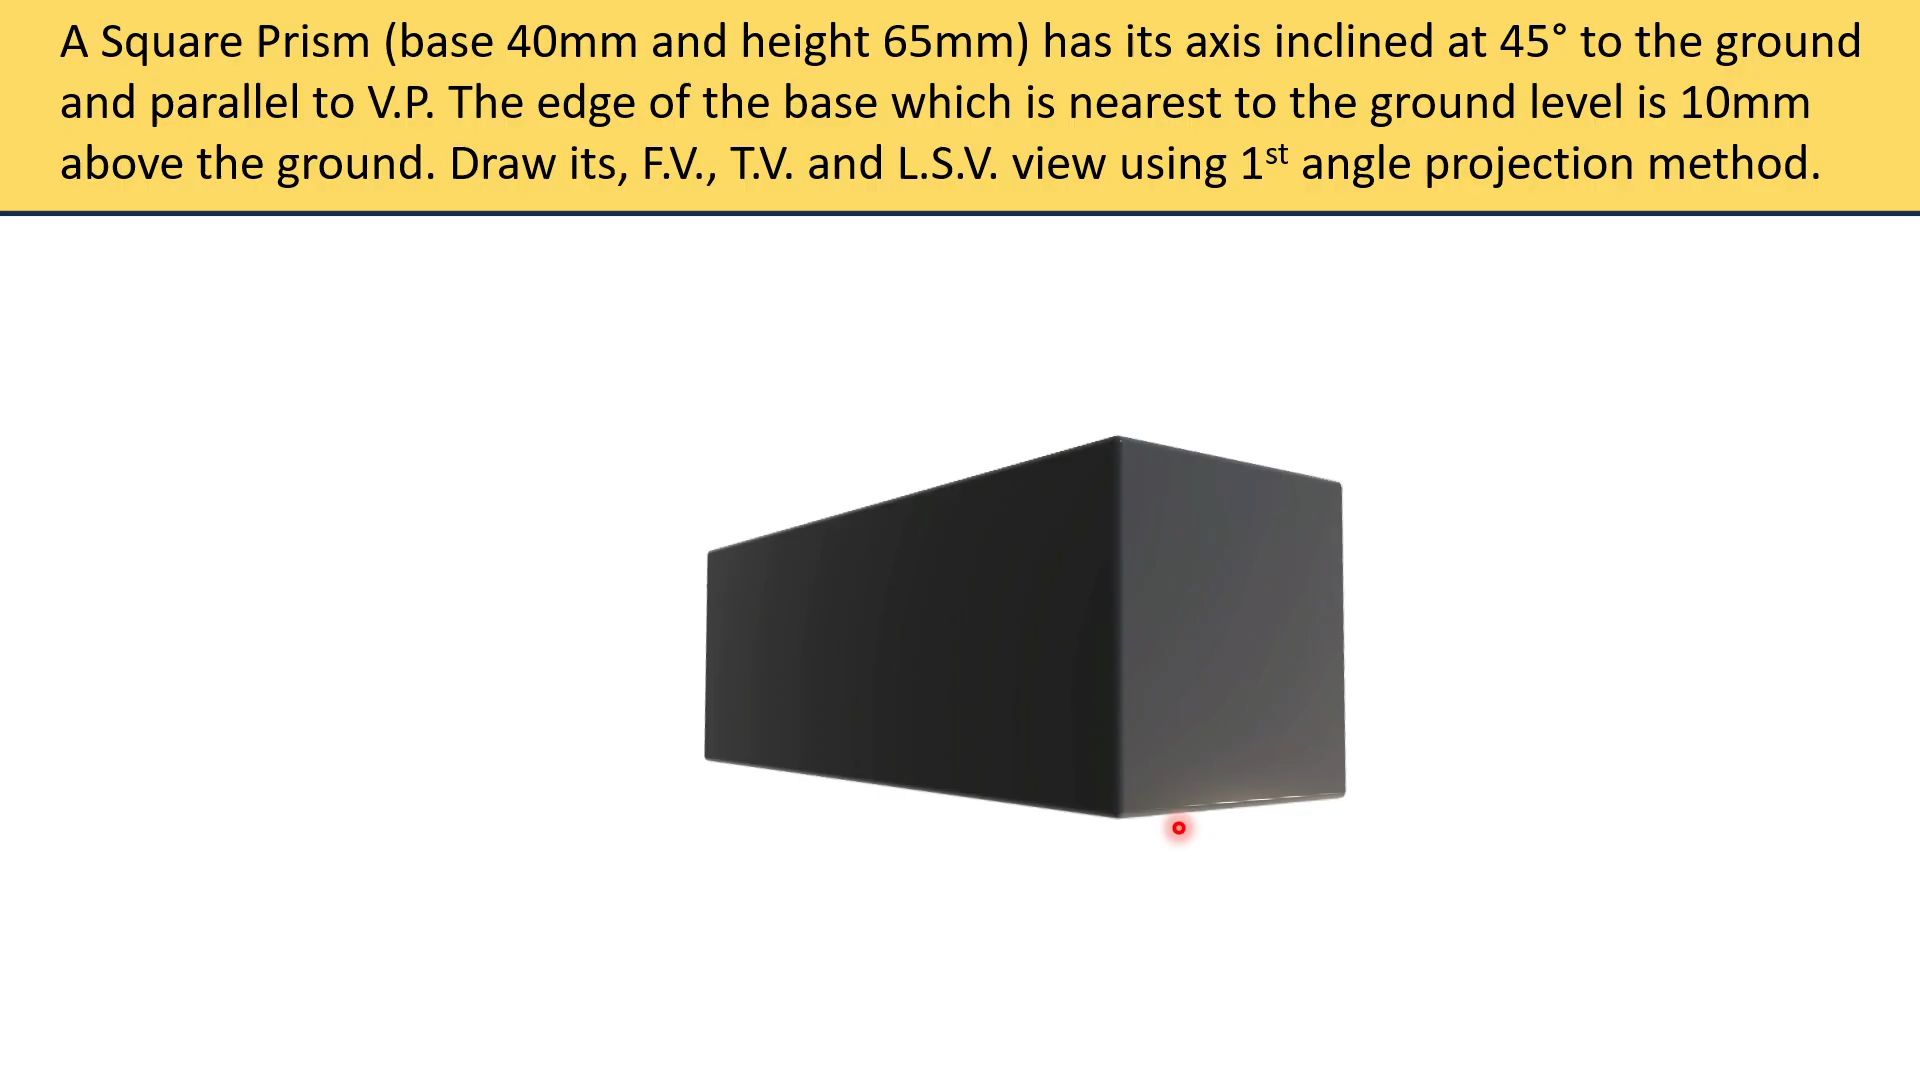 A Square Prism (base 40mm and height 65mm) has its axis inclined at 45° to the ground
and parallel to V.P. The edge of the base which is nearest to the ground level is 10mm
above the ground. Draw its, F.V., T.V. and L.S.V. view using 1st angle projection method.